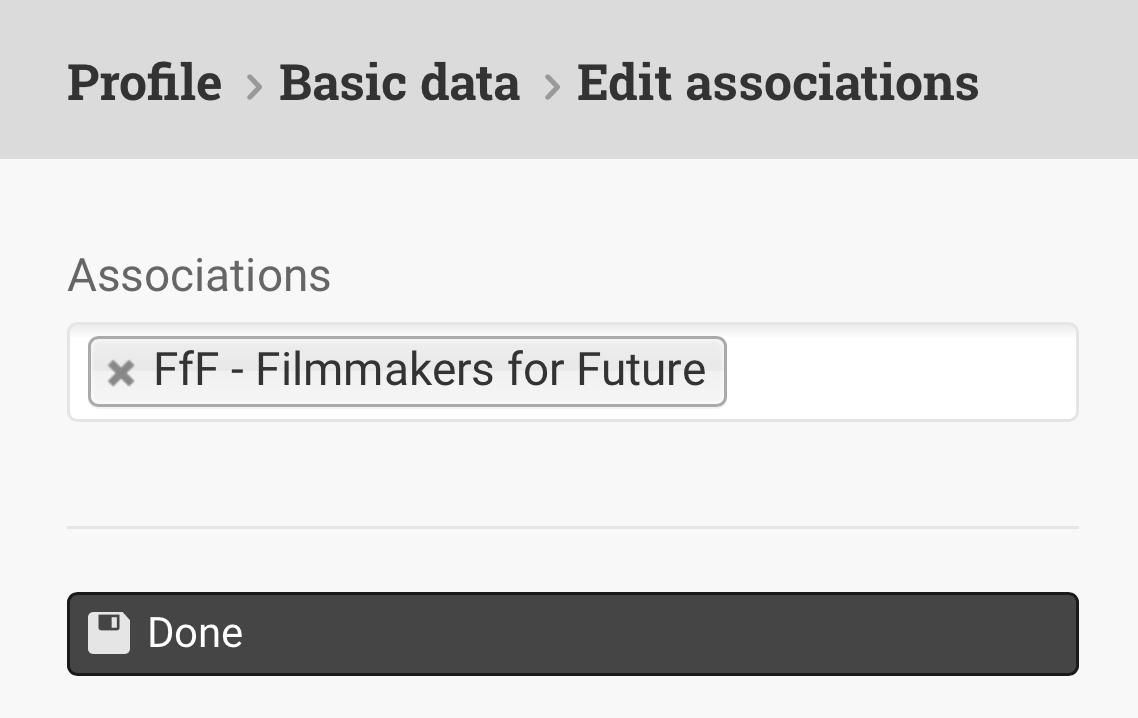 Profile > Basic data > Edit associations
Associations
FfF - Filmmakers for Future
Done